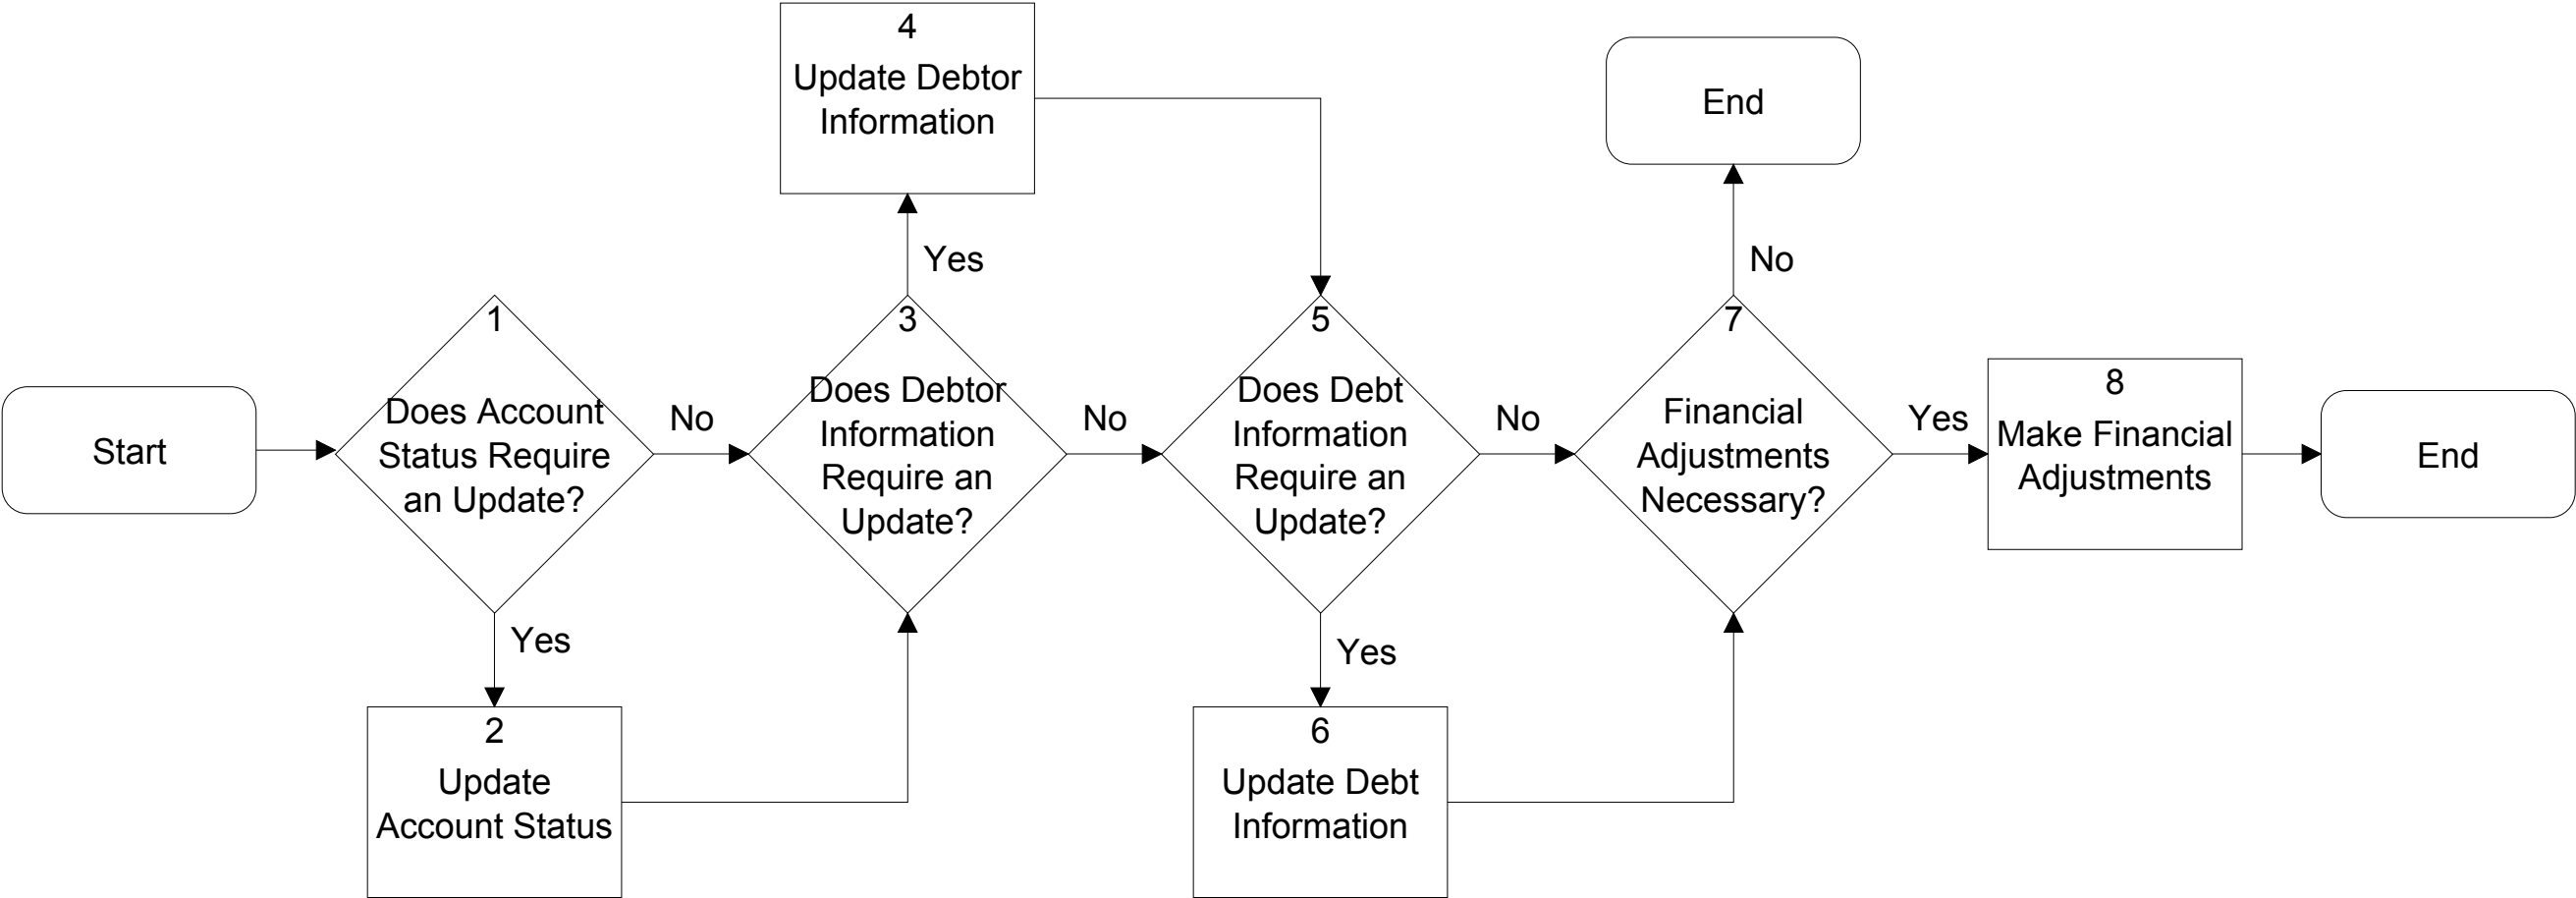 4
Update Debtor
Information
End
Yes
No
1
3
5
7
Start
Does Account
Status Require
an Update?
No
Does Debtor
Information
Require an
Update?
No
Does Debt
Information
Require an
Update?
No
Financial
Adjustments
Necessary?
Yes
8
Make Financial
Adjustments
End
Yes
Yes
2
Update
Account Status
6
Update Debt
Information